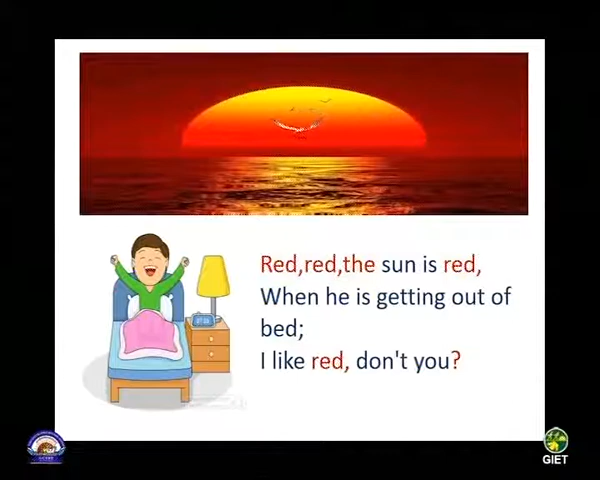 Red,red,the sun is red,
When he is getting out of
bed;
I like red, don't you?
GIET